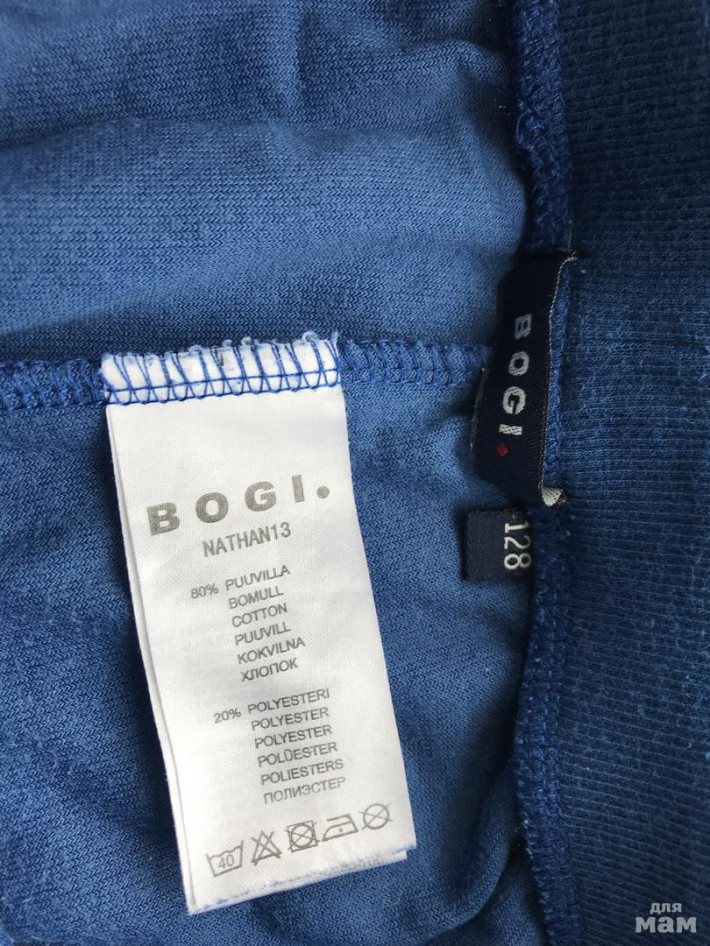 BOGI.
128
BOGI.
NATHAN13
80% PUUVILLA
BOMULL
COTTON
PUUVILL
KOKVILNA
ХЛОПОК
20% POLYESTERI
POLYESTER
POLYESTER
POLÜESTER
POLIESTERS
ПОЛИЭСТЕР
40
для
мам